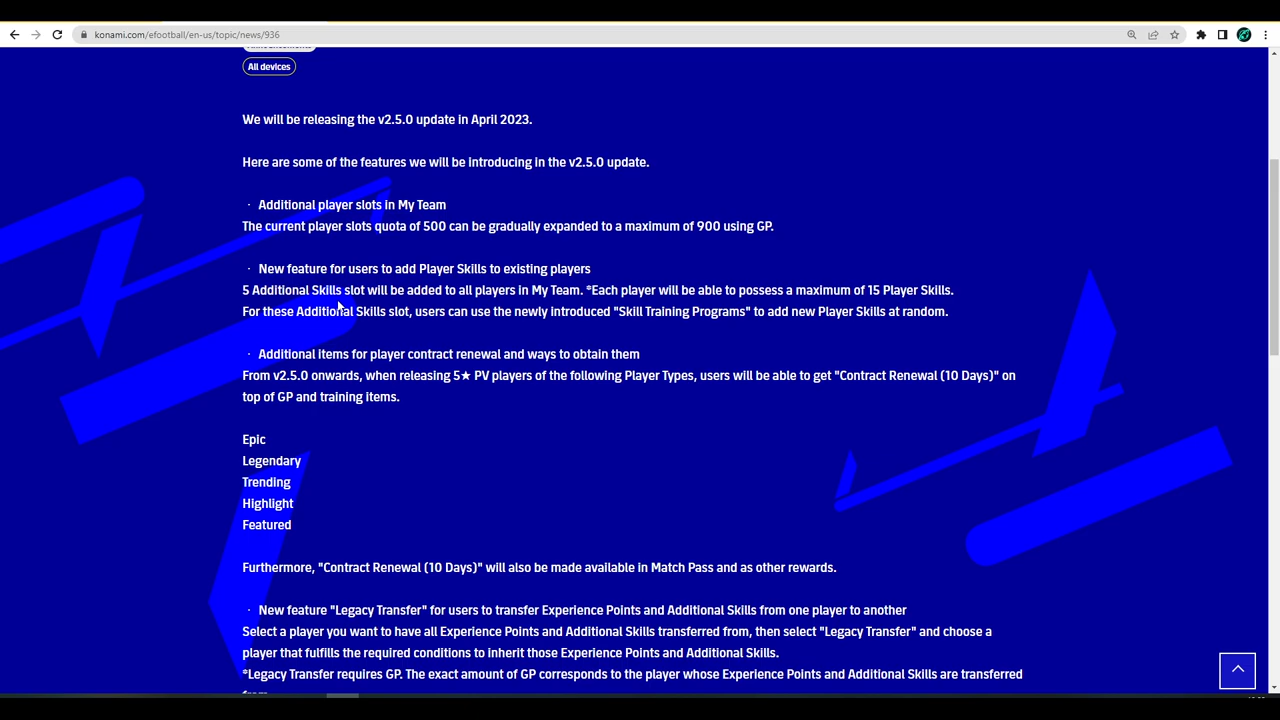 konami.com/efootball/en-us/topic/news/936
All devices
We will be releasing the v2.5.0 update in April 2023.
Here are some of the features we will be introducing in the v2.5.0 update.
· Additional player slots in My Team
The current player slots quota of 500 can be gradually expanded to a maximum of 900 using GP.
· New feature for users to add Player Skills to existing players
5 Additional Skills slot will be added to all players in My Team. *Each player will be able to possess a maximum of 15 Player Skills.
For these Additional Skills slot, users can use the newly introduced "Skill Training Programs" to add new Player Skills at random.
· Additional items for player contract renewal and ways to obtain them
From v2.5.0 onwards, when releasing 5★ PV players of the following Player Types, users will be able to get "Contract Renewal (10 Days)" on
top of GP and training items.
Epic
Legendary
Trending
Highlight
Featured
Furthermore, "Contract Renewal (10 Days)" will also be made available in Match Pass and as other rewards.
· New feature "Legacy Transfer" for users to transfer Experience Points and Additional Skills from one player to another
Select a player you want to have all Experience Points and Additional Skills transferred from, then select "Legacy Transfer" and choose a
player that fulfills the required conditions to inherit those Experience Points and Additional Skills.
*Legacy Transfer requires GP. The exact amount of GP corresponds to the player whose Experience Points and Additional Skills are transferred